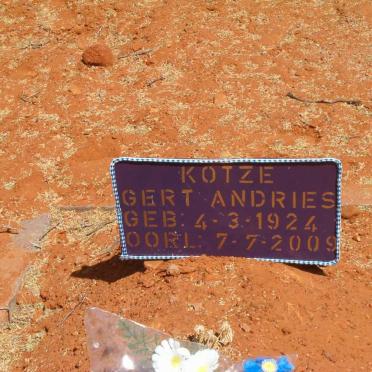 KOTZE
GERT ANDRIES
GEB: 4-3-1924
OORL: 7-7-2009